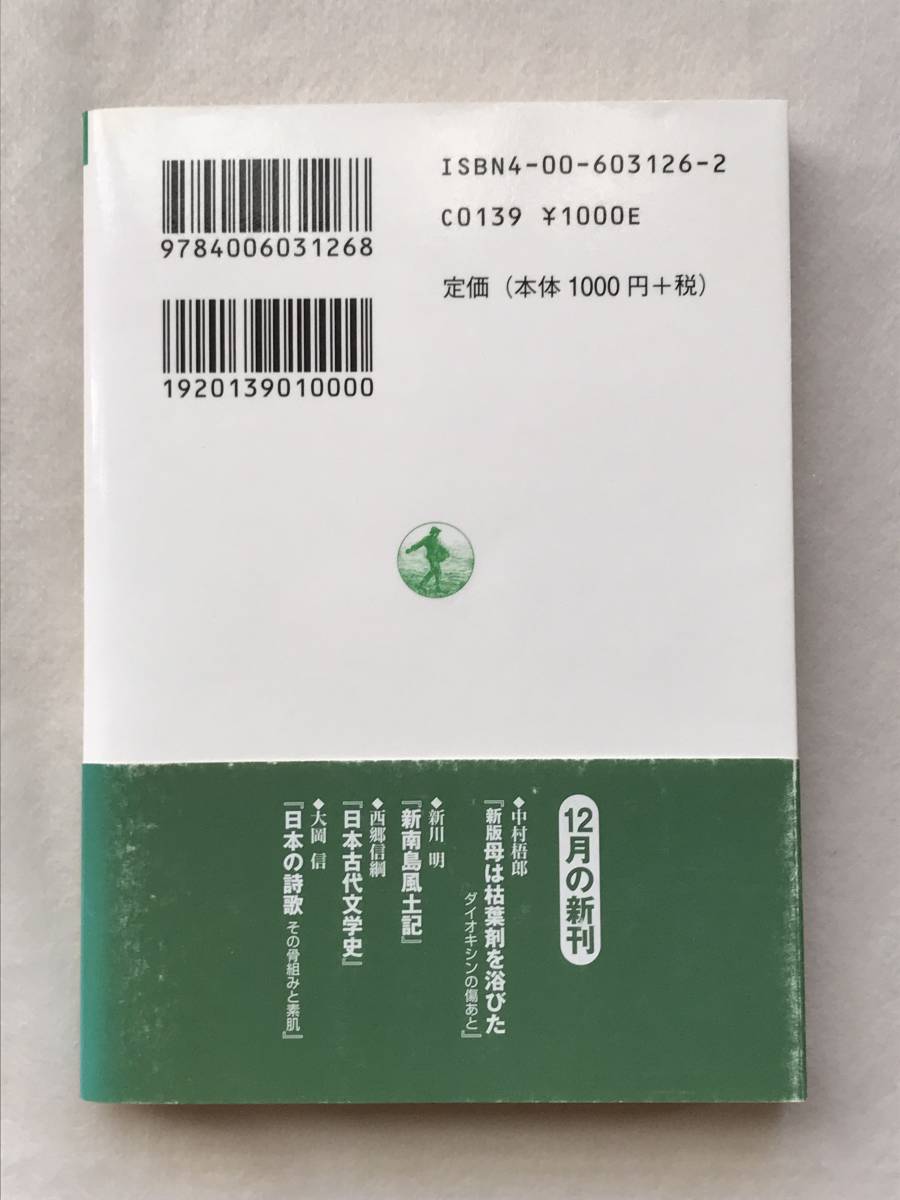 ISBN4-00-603126-2
C0139 ¥1000E
定価（本体1000円+税）
9784006031268
1920139010000
12月の新刊
◆中村梧郎
『新版母は枯葉剤を浴びた
ダイオキシンの傷あと』
◆新川 明
『新南島風土記』
◆西郷信綱
『日本古代文学史』
◆大岡 信
『日本の詩歌 その骨組みと素肌』